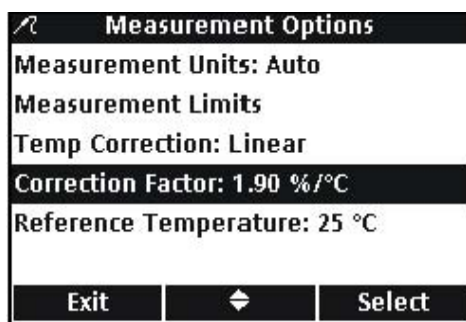 Measurement Options
Measurement Units: Auto
Measurement Limits
Temp Correction: Linear
Correction Factor: 1.90 %/°C
Reference Temperature: 25 °C
Exit Select